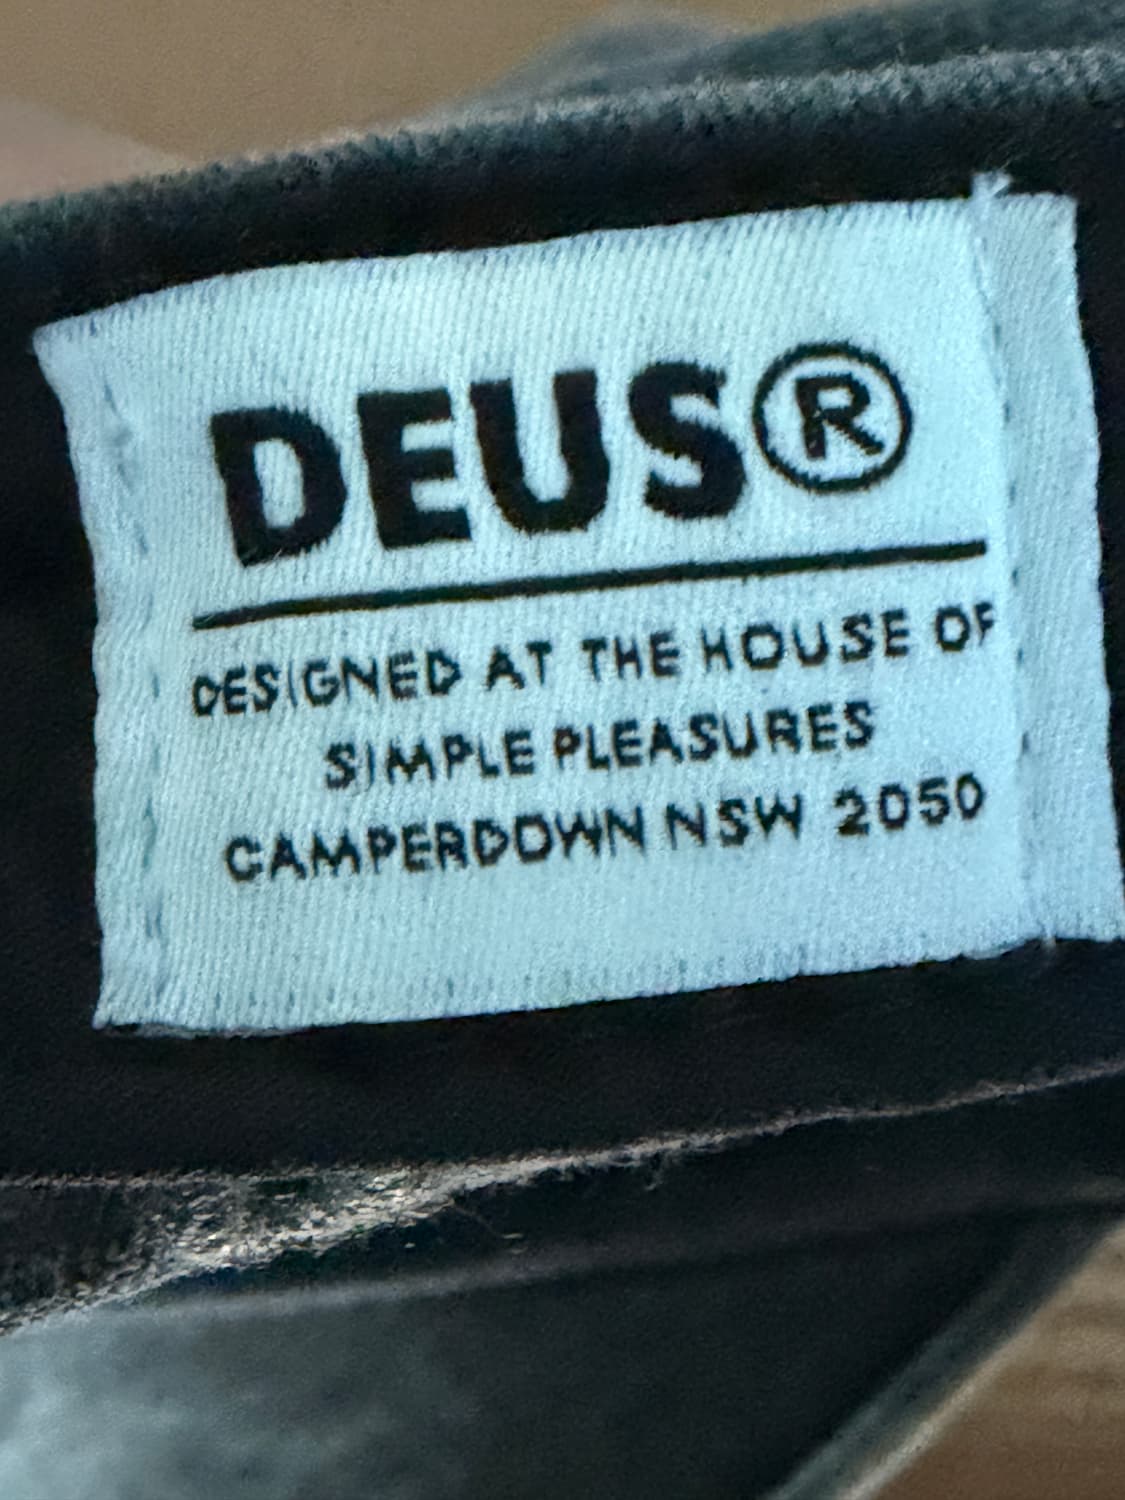 DEUS®
DESIGNED AT THE HOUSE OF
SIMPLE PLEASURES
CAMPERDOWN NSW 2050